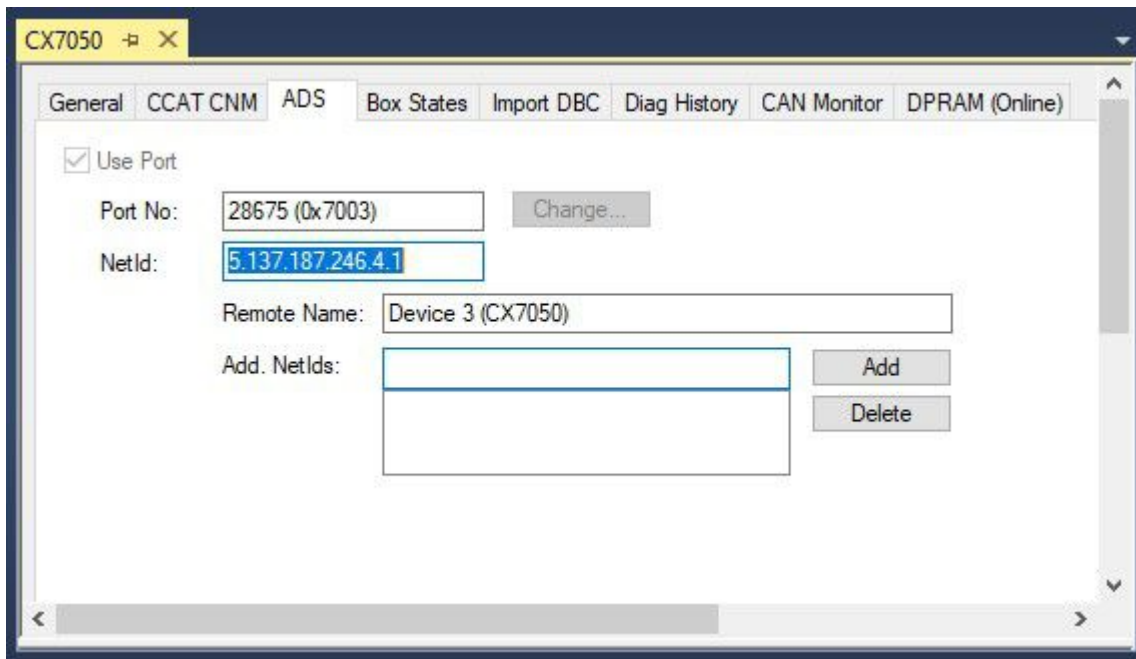 CX7050
General CCAT CNM ADS Box States Import DBC Diag History CAN Monitor DPRAM (Online)
Use Port
Port No: 28675 (0x7003) Change...
NetId: 5.137.187.246.4.1
Remote Name: Device 3 (CX7050)
Add. NetIds: Add
Delete